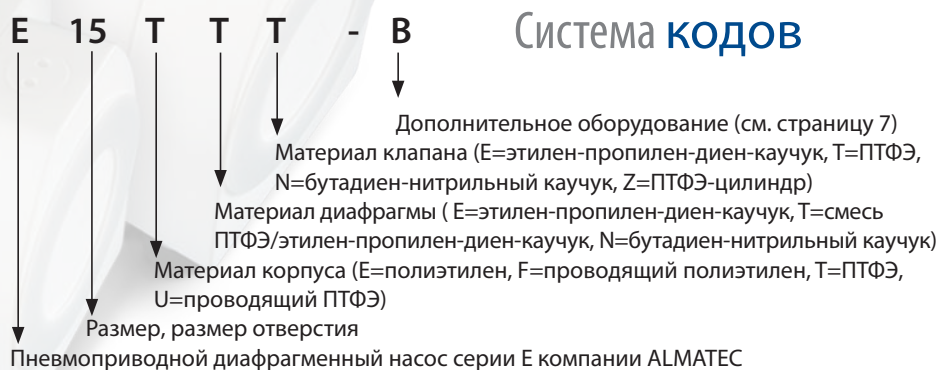 E 15 T T T - B
Система кодов
Дополнительное оборудование (см. страницу 7)
Материал клапана (E=этилен-пропилен-диен-каучук, T=ПТФЭ,
N=бутадиен-нитрильный каучук, Z=ПТФЭ-цилиндр)
Материал диафрагмы ( E=этилен-пропилен-диен-каучук, T=смесь
ПТФЭ/этилен-пропилен-диен-каучук, N=бутадиен-нитрильный каучук)
Материал корпуса (E=полиэтилен, F=проводящий полиэтилен, T=ПТФЭ,
U=проводящий ПТФЭ)
Размер, размер отверстия
Пневмоприводной диафрагменный насос серии E компании ALMATEC